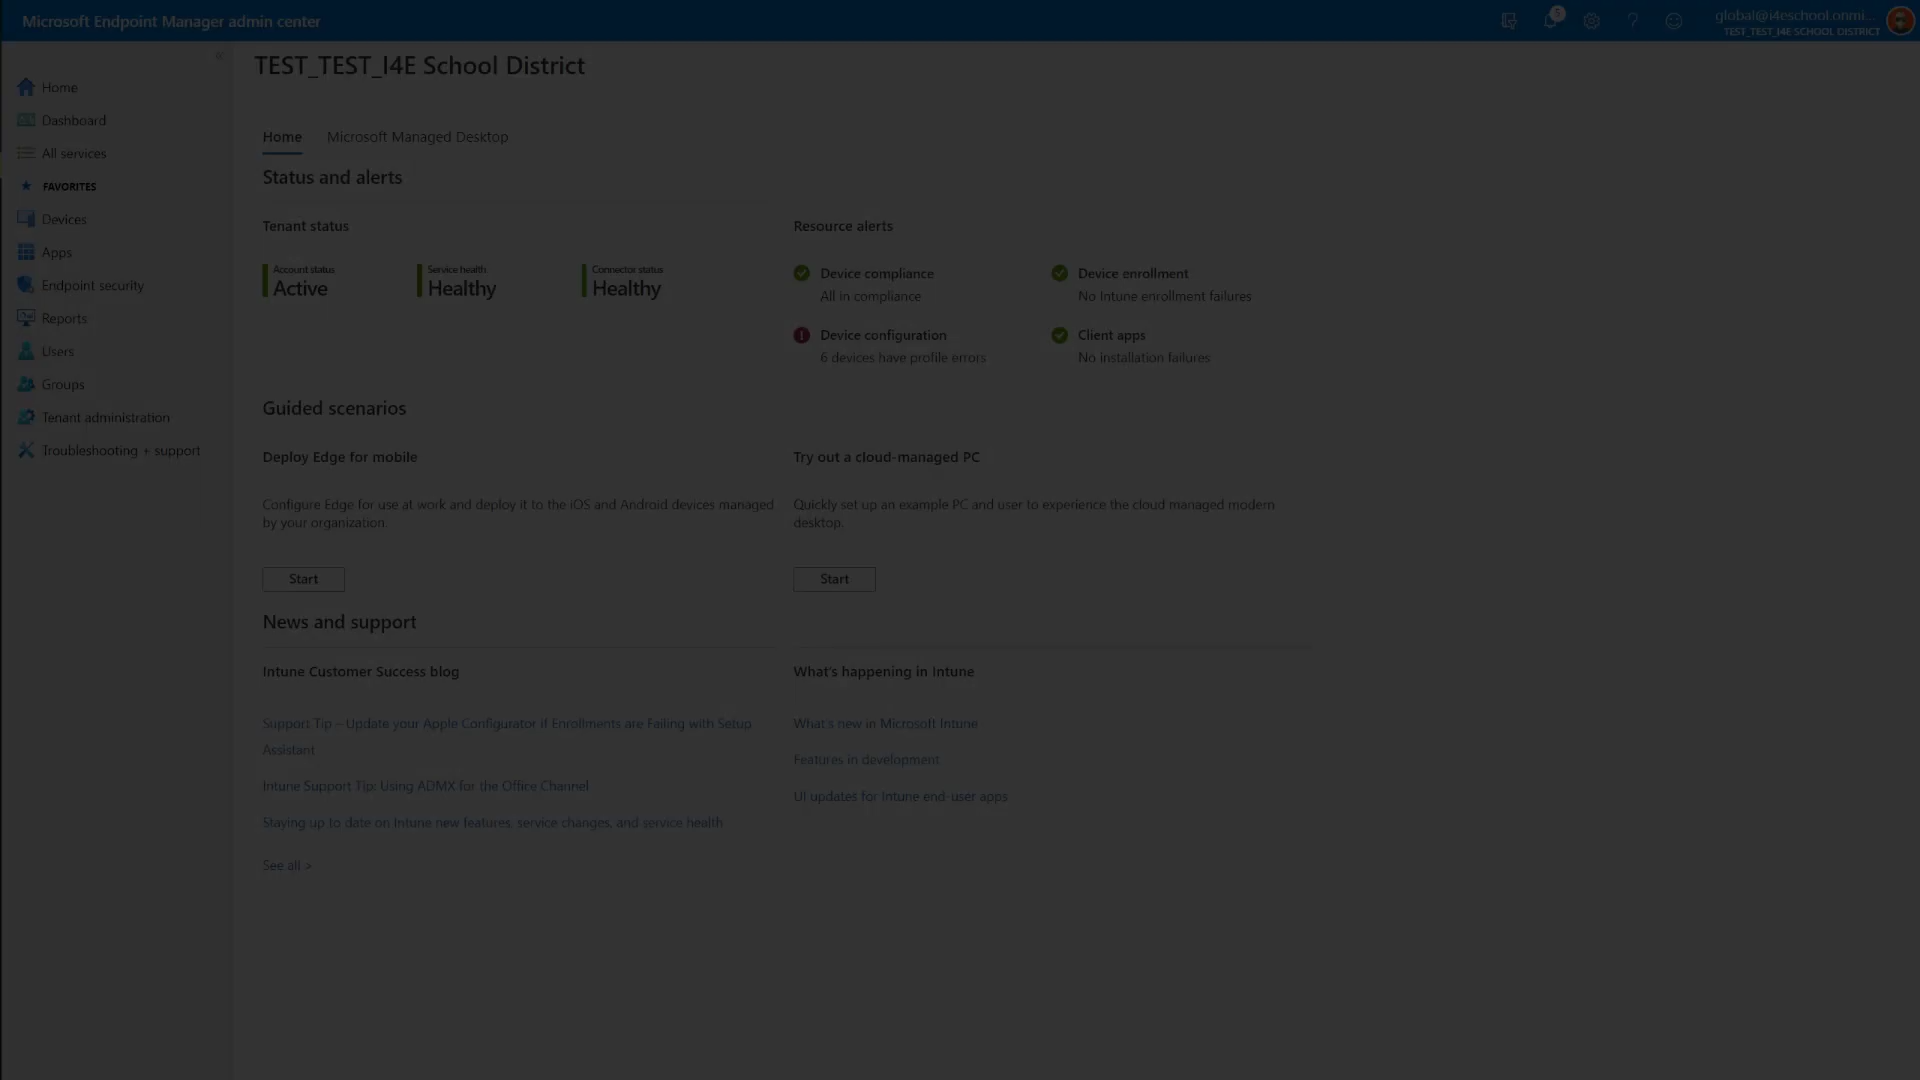 Microsoft Endpoint Manager admin center
5
global@i4eschool.onmi...
TEST_TEST_I4E SCHOOL DISTRICT
TEST_TEST_I4E School District
Home
Dashboard
All services
FAVORITES
Devices
Apps
Endpoint security
Reports
Users
Groups
Tenant administration
Troubleshooting + support
Home Microsoft Managed Desktop
Status and alerts
Tenant status
Account status
Active
Service health
Healthy
Connector status
Healthy
Resource alerts
Device compliance
All in compliance
Device enrollment
No Intune enrollment failures
Device configuration
6 devices have profile errors
Client apps
No installation failures
Guided scenarios
Deploy Edge for mobile
Configure Edge for use at work and deploy it to the iOS and Android devices managed
by your organization.
Start
Try out a cloud-managed PC
Quickly set up an example PC and user to experience the cloud managed modern
desktop.
Start
News and support
Intune Customer Success blog
Support Tip – Update your Apple Configurator if Enrollments are Failing with Setup
Assistant
Intune Support Tip: Using ADMX for the Office Channel
Staying up to date on Intune new features, service changes, and service health
See all >
What's happening in Intune
What's new in Microsoft Intune
Features in development
UI updates for Intune end-user apps